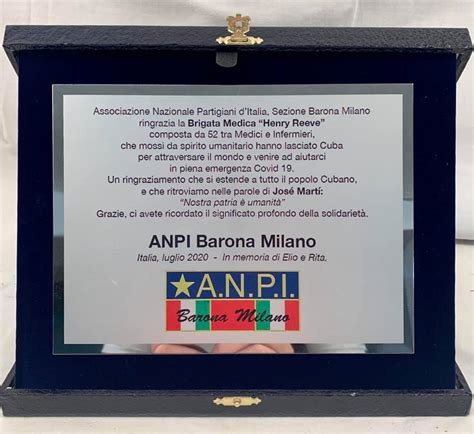 Associazione Nazionale Partigiani d'Italia, Sezione Barona Milano
ringrazia la Brigata Medica "Henry Reeve"
composta da 52 tra Medici e Infermieri,
che mossi da spirito umanitario hanno lasciato Cuba
per attraversare il mondo e venire ad aiutarci
in piena emergenza Covid 19.
Un ringraziamento che si estende a tutto il popolo Cubano,
e che ritroviamo nelle parole di José Martí:
"Nostra patria è umanità"
Grazie, ci avete ricordato il significato profondo della solidarietà.
ANPI Barona Milano
Italia, luglio 2020 - In memoria di Elio e Rita.
A.N.P.I.
Barona Milano